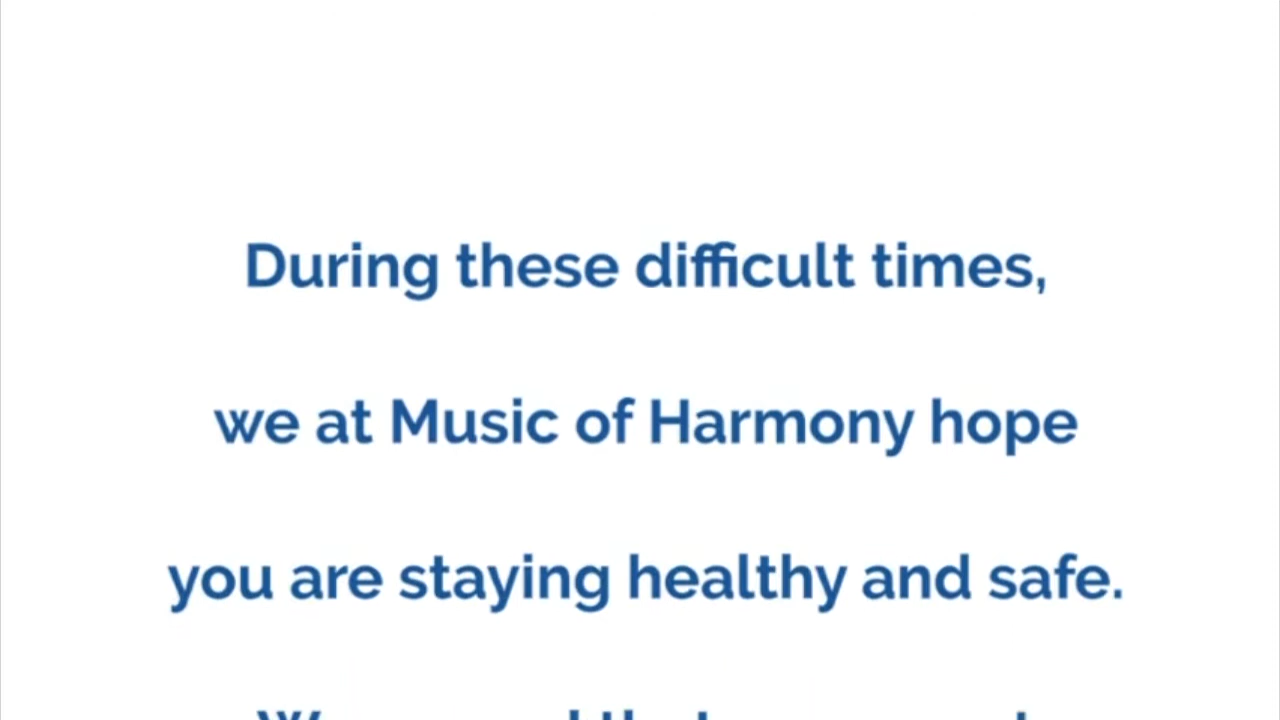 During these difficult times,
we at Music of Harmony hope
you are staying healthy and safe.